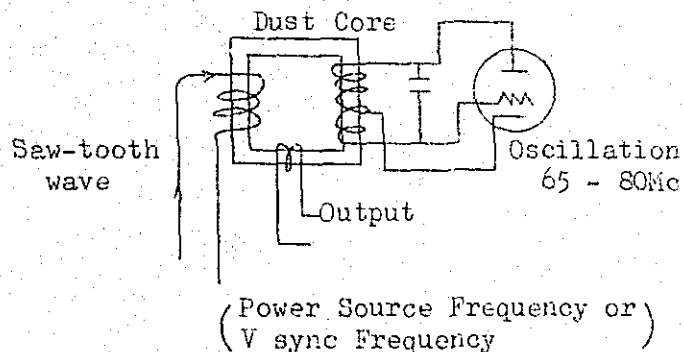 Dust Core
Saw-tooth
wave
Oscillation
65 - 80Mc
Output
(Power Source Frequency or)
(V sync Frequency)